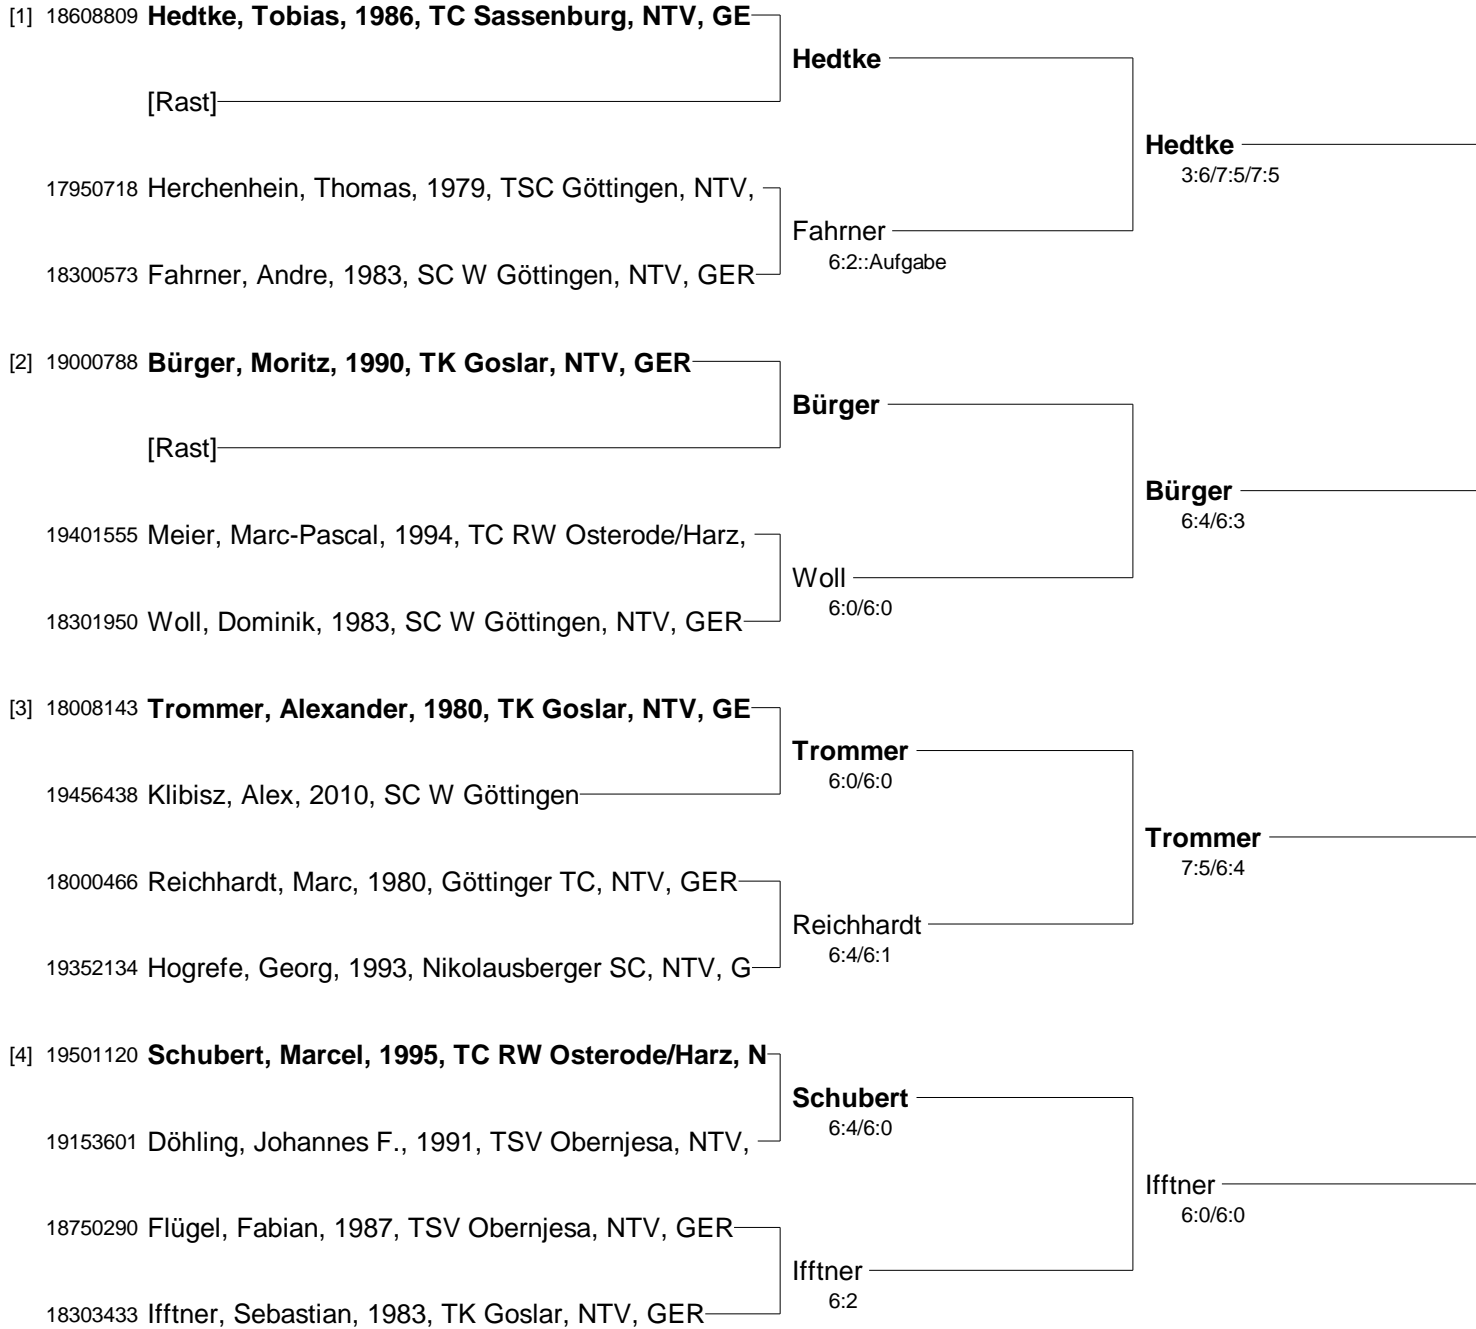 [1] 18608809 Hedtke, Tobias, 1986, TC Sassenburg, NTV, GE
Hedtke
[Rast]
Hedtke
3:6/7:5/7:5
17950718 Herchenhein, Thomas, 1979, TSC Göttingen, NTV,
Fahrner
6:2::Aufgabe
18300573 Fahrner, Andre, 1983, SC W Göttingen, NTV, GER
[2] 19000788 Bürger, Moritz, 1990, TK Goslar, NTV, GER
Bürger
[Rast]
Bürger
6:4/6:3
19401555 Meier, Marc-Pascal, 1994, TC RW Osterode/Harz,
Woll
6:0/6:0
18301950 Woll, Dominik, 1983, SC W Göttingen, NTV, GER
[3] 18008143 Trommer, Alexander, 1980, TK Goslar, NTV, GE
Trommer
6:0/6:0
19456438 Klibisz, Alex, 2010, SC W Göttingen
Trommer
7:5/6:4
18000466 Reichhardt, Marc, 1980, Göttinger TC, NTV, GER
Reichhardt
6:4/6:1
19352134 Hogrefe, Georg, 1993, Nikolausberger SC, NTV, G
[4] 19501120 Schubert, Marcel, 1995, TC RW Osterode/Harz, N
Schubert
6:4/6:0
19153601 Döhling, Johannes F., 1991, TSV Obernjesa, NTV,
Ifftner
6:0/6:0
18750290 Flügel, Fabian, 1987, TSV Obernjesa, NTV, GER
Ifftner
6:2
18303433 Ifftner, Sebastian, 1983, TK Goslar, NTV, GER